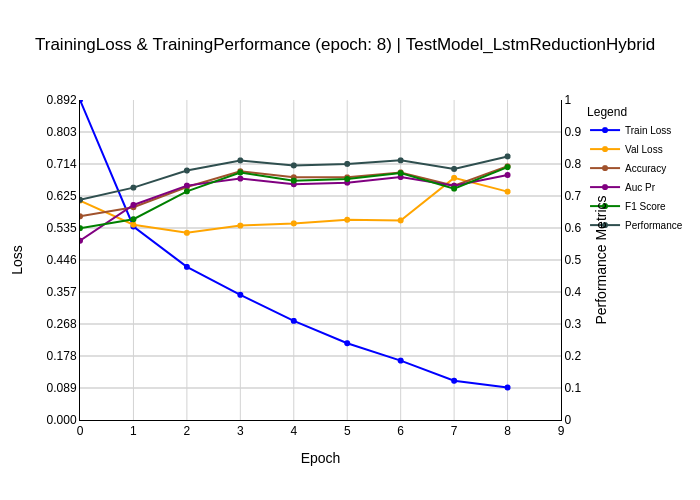 TrainingLoss & TrainingPerformance (epoch: 8) | TestModel_LstmReductionHybrid
0.892
0.803
0.714
0.625
0.535
0.446
0.357
0.268
0.178
0.089
0.000
Loss
0 1 2 3 4 5 6 7 8 9
Epoch
1
0.9
0.8
0.7
0.6
0.5
0.4
0.3
0.2
0.1
0
Performance Metrics
Legend
Train Loss
Val Loss
Accuracy
Auc Pr
F1 Score
Performance